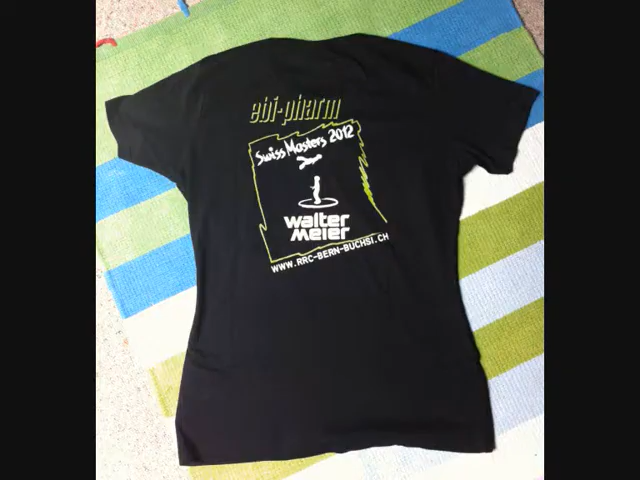 ebi-pharm
Swiss Masters 2012
walter
meier
WWW.RRC-BERN-BUCHSI.CH